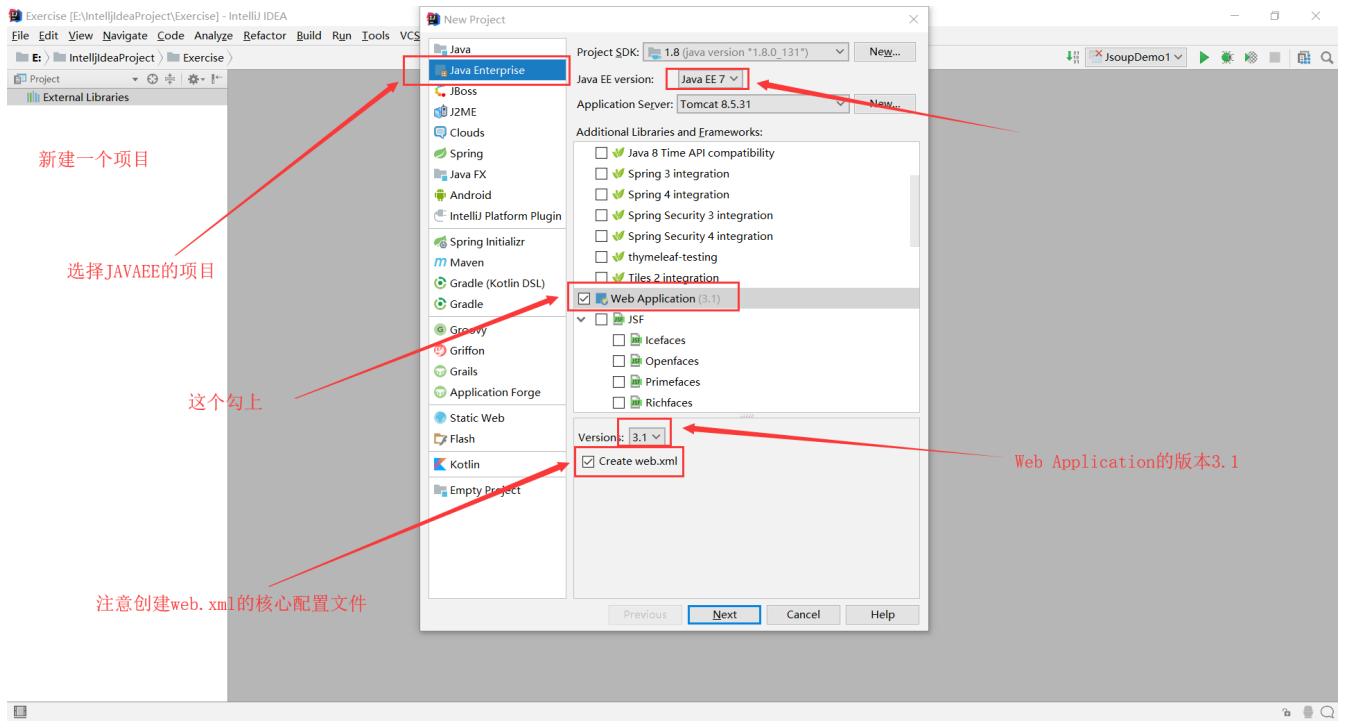 Exercise [E:\IntelljIdeaProject\Exercise] - IntelliJ IDEA
File Edit View Navigate Code Analyze Refactor Build Run Tools VCS
E: IntelljIdeaProject Exercise
JsoupDemo1
Project
External Libraries
新建一个项目
选择JAVAEE的项目
这个勾上
注意创建web.xml的核心配置文件
New Project
Java
Java Enterprise
JBoss
J2ME
Clouds
Spring
Java FX
Android
IntelliJ Platform Plugin
Spring Initializr
Maven
Gradle (Kotlin DSL)
Gradle
Groovy
Griffon
Grails
Application Forge
Static Web
Flash
Kotlin
Empty Project
Project SDK: 1.8 (java version "1.8.0_131") New...
Java EE version: Java EE 7
Application Server: Tomcat 8.5.31 New...
Additional Libraries and Frameworks:
Java 8 Time API compatibility
Spring 3 integration
Spring 4 integration
Spring Security 3 integration
Spring Security 4 integration
thymeleaf-testing
Tiles 2 integration
Web Application (3.1)
JSF
Icefaces
Openfaces
Primefaces
Richfaces
Versions: 3.1
Create web.xml
Web Application的版本3.1
Previous Next Cancel Help